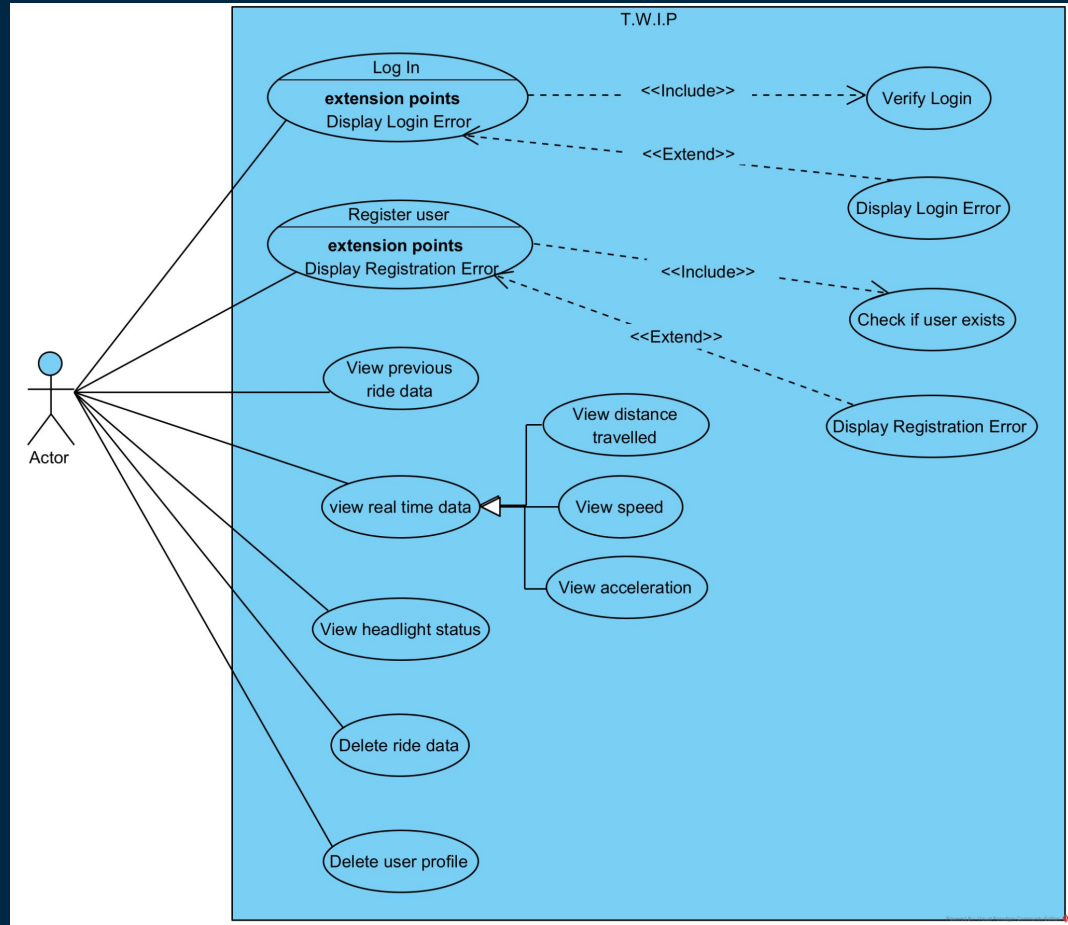 T.W.I.P
Log In
extension points
Display Login Error
<<Include>>
Verify Login
<<Extend>>
Display Login Error
Register user
extension points
Display Registration Error
<<Include>>
Check if user exists
<<Extend>>
Display Registration Error
View previous
ride data
View distance
travelled
Actor
view real time data
View speed
View acceleration
View headlight status
Delete ride data
Delete user profile